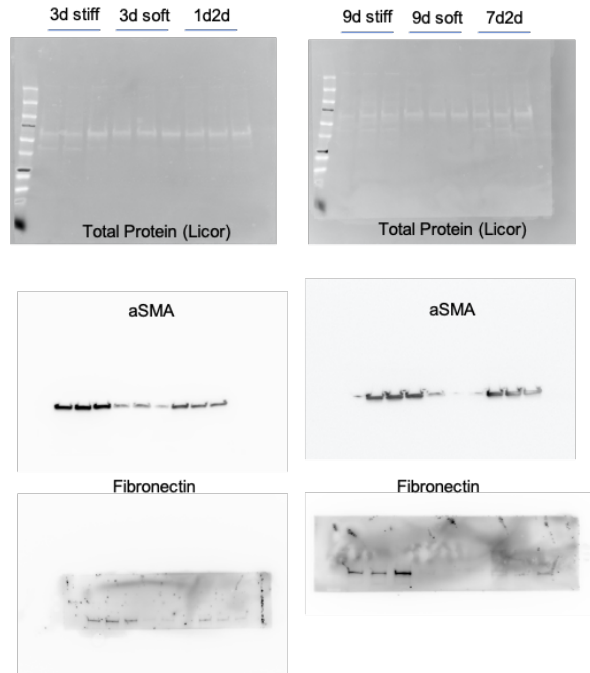 3d stiff 3d soft 1d2d
9d stiff 9d soft 7d2d
Total Protein (Licor)
Total Protein (Licor)
aSMA
aSMA
Fibronectin
Fibronectin